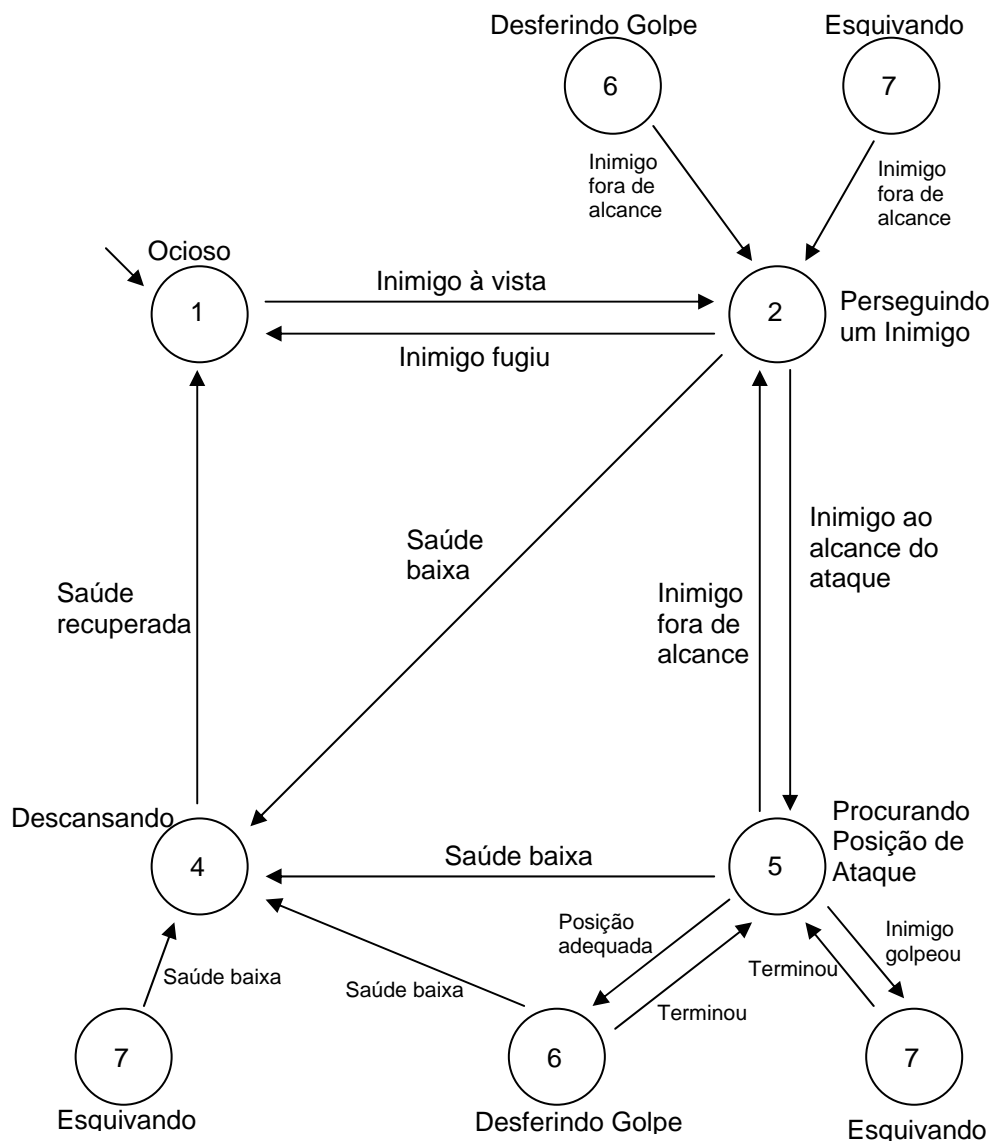 Desferindo Golpe
Esquivando
6
7
Inimigo
fora de
alcance
Inimigo
fora de
alcance
Ocioso
1
Inimigo à vista
Inimigo fugiu
2
Perseguindo
um Inimigo
Saúde
baixa
Inimigo ao
alcance do
ataque
Saúde
recuperada
Inimigo
fora de
alcance
Descansando
4
Saúde baixa
5
Procurando
Posição de
Ataque
Posição
adequada
Inimigo
golpeou
Saúde baixa
Saúde baixa
Terminou
Terminou
7
6
7
Esquivando
Desferindo Golpe
Esquivando